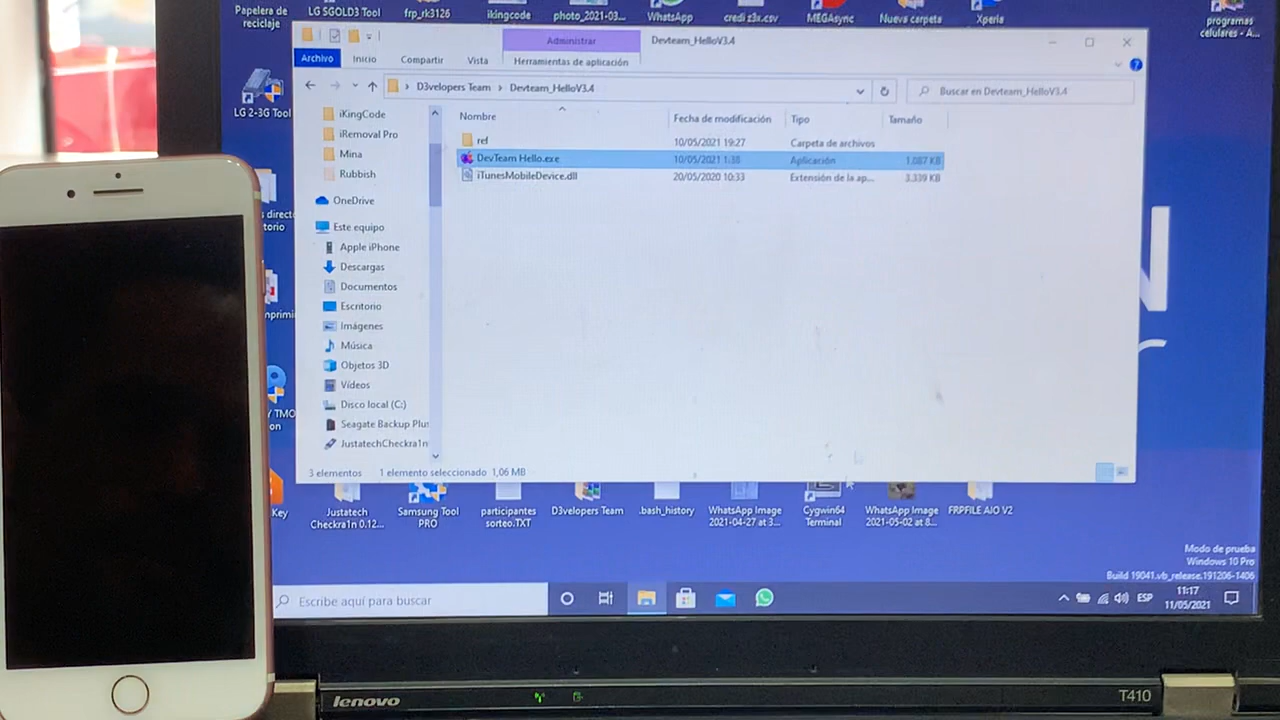 Papelera de
reciclaje
LG SGOLD3 Tool
frp_rk3126
ikingcode
photo_2021-03...
WhatsApp
credi z3x.csv
MEGAsync
Nueva carpeta
Xperia
programas
celulares - A...
Administrar
Devteam_HelloV3.4
Archivo
Inicio
Compartir
Vista
Herramientas de aplicación
D3velopers Team › Devteam_HelloV3.4
Buscar en Devteam_HelloV3.4
LG 2-3G Tool
Nombre
Fecha de modificación
Tipo
Tamaño
ref
10/05/2021 19:27
Carpeta de archivos
DevTeam Hello.exe
10/05/2021 1:38
Aplicación
1.087 KB
iTunesMobileDevice.dll
20/05/2020 10:33
Extensión de la ap...
3.339 KB
iKingCode
iRemoval Pro
Mina
Rubbish
OneDrive
Este equipo
Apple iPhone
Descargas
Documentos
Escritorio
Imágenes
Música
Objetos 3D
Vídeos
Disco local (C:)
Seagate Backup Plu
JustatechCheckra1n
s direct
torio
mprimi
Y TMO
on
Key
3 elementos
1 elemento seleccionado 1,06 MB
Justatech
Checkra1n 0.12...
Samsung Tool
PRO
participantes
sorteo.TXT
D3velopers Team
.bash_history
WhatsApp Image
2021-04-27 at 3...
Cygwin64
Terminal
WhatsApp Image
2021-05-02 at 8...
FRPFILE AIO V2
Modo de prueba
Windows 10 Pro
Build 19041.vb_release.191206-1406
Escribe aquí para buscar
ESP
11:17
11/05/2021
lenovo
T410